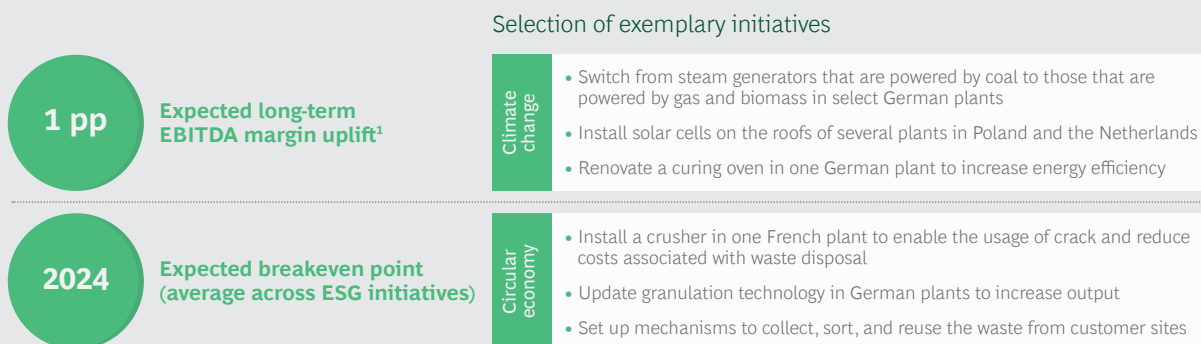 Selection of exemplary initiatives
1 pp
Expected long-term
EBITDA margin uplift¹
Climate
change
• Switch from steam generators that are powered by coal to those that are
powered by gas and biomass in select German plants
• Install solar cells on the roofs of several plants in Poland and the Netherlands
• Renovate a curing oven in one German plant to increase energy efficiency
2024
Expected breakeven point
(average across ESG initiatives)
Circular
economy
• Install a crusher in one French plant to enable the usage of crack and reduce
costs associated with waste disposal
• Update granulation technology in German plants to increase output
• Set up mechanisms to collect, sort, and reuse the waste from customer sites